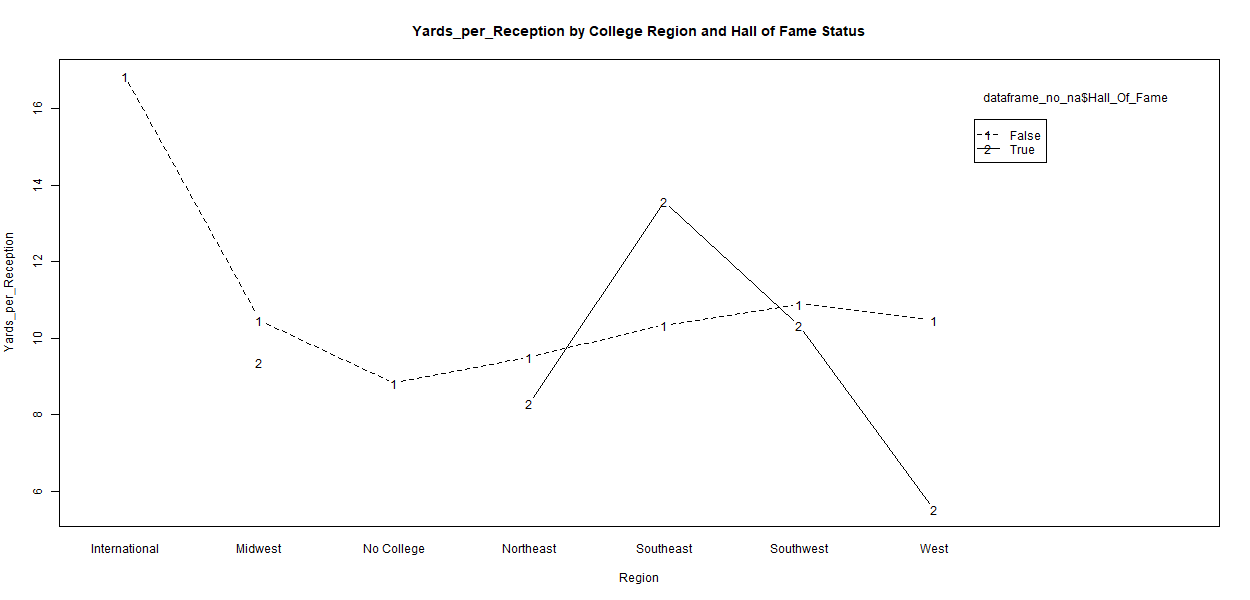 Yards_per_Reception by College Region and Hall of Fame Status
dataframe_no_na$Hall_Of_Fame
1 False
2 True
Yards_per_Reception
16
14
12
10
8
6
1
1
2
1
1
2
2
1
1
2
1
2
International Midwest No College Northeast Southeast Southwest West
Region